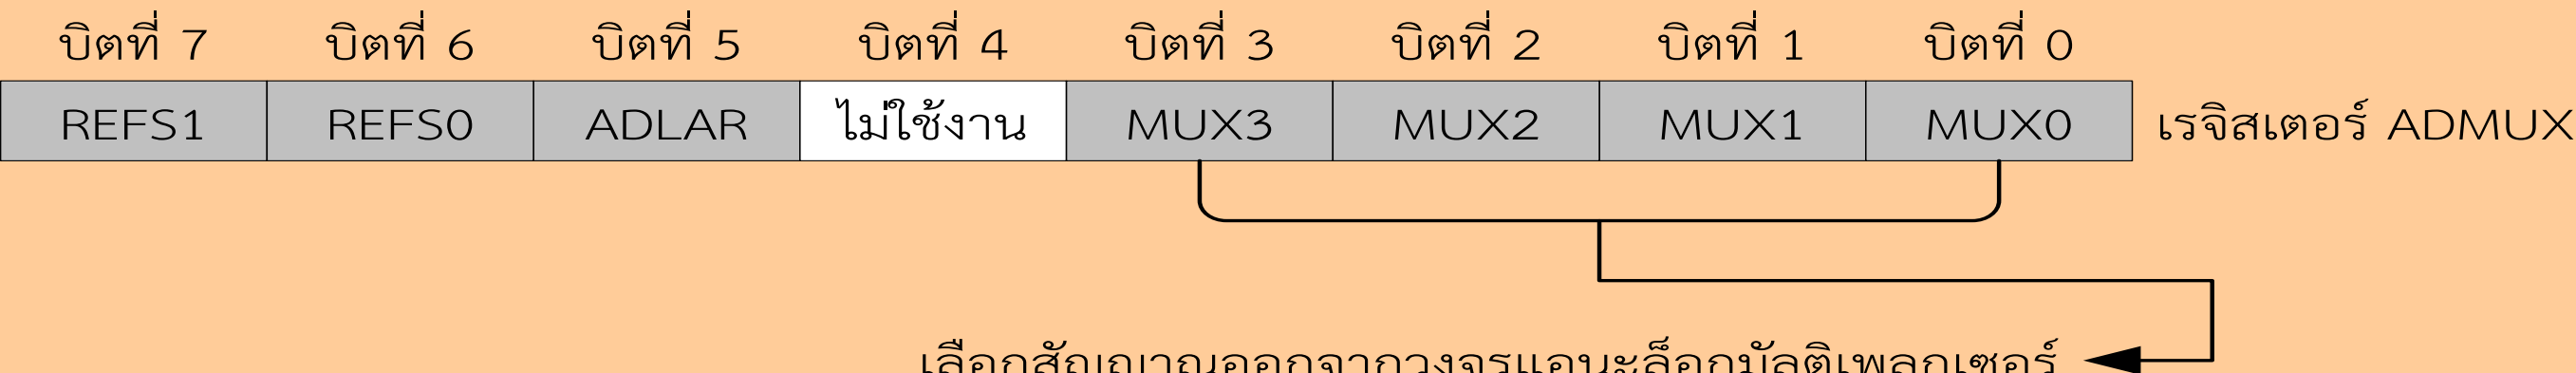 บิตที่ 7 บิตที่ 6 บิตที่ 5 บิตที่ 4 บิตที่ 3 บิตที่ 2 บิตที่ 1 บิตที่ 0
REFS1 REFS0 ADLAR ไม่ใช้งาน MUX3 MUX2 MUX1 MUX0 เรจิสเตอร์ ADMUX
เลือกสัญญาณออกจากวงจรแอนะล็อกมัลติเพลกเซอร์